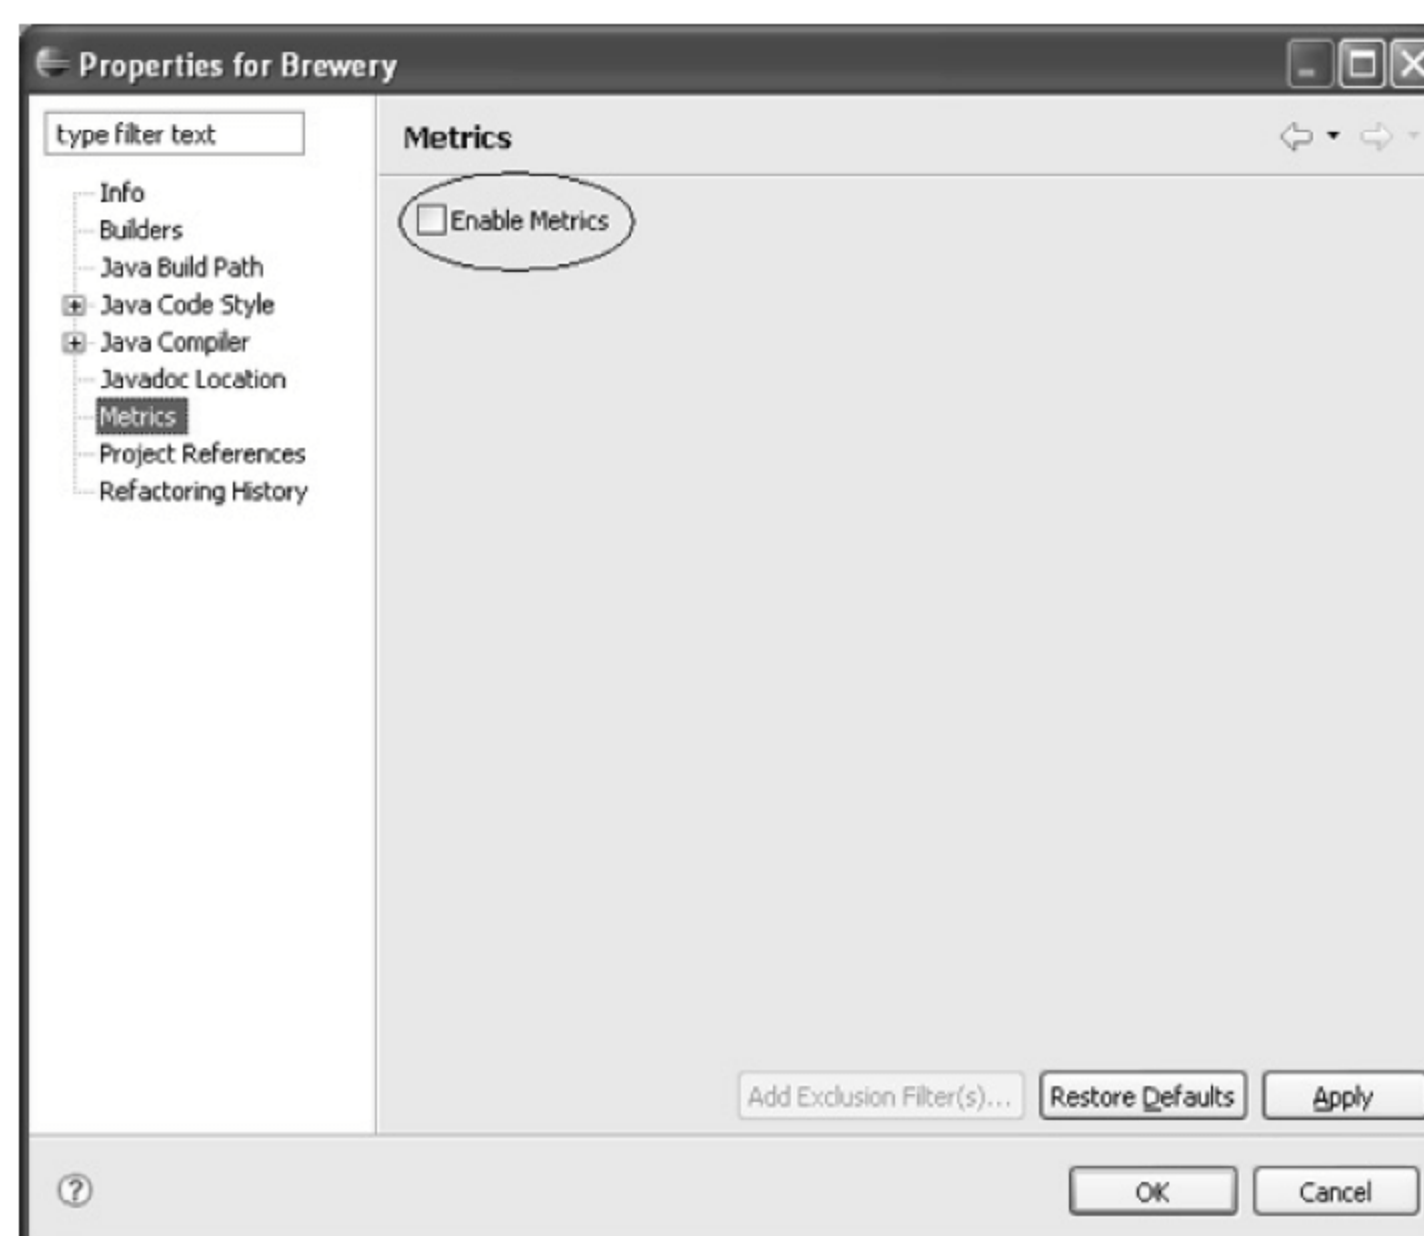 Properties for Brewery
type filter text
Metrics
Info
Builders
Java Build Path
Java Code Style
Java Compiler
Javadoc Location
Metrics
Project References
Refactoring History
Enable Metrics
Add Exclusion Filter(s)...
Restore Defaults
Apply
?
OK
Cancel